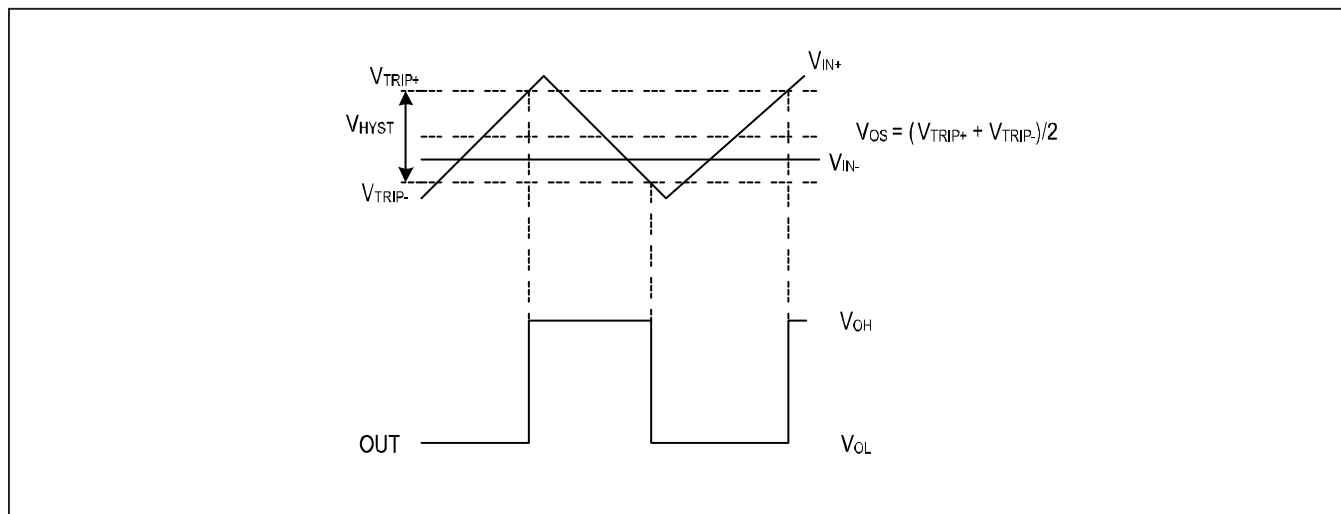 VIN+
VTRIP+
VHYST
VOS = ( VTRIP+ + VTRIP-)/2
VIN-
VTRIP-
VOH
OUT
VOL